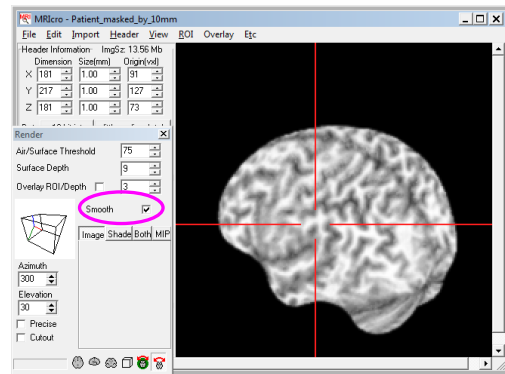 MRIcro - Patient_masked_by_10mm
File Edit Import Header View ROI Overlay Etc
Header Information ImgSz: 13.56 Mb
Dimension Size(mm) Origin(vxl)
X 181 1.00 91
Y 217 1.00 127
Z 181 1.00 73
Render
Air/Surface Threshold 75
Surface Depth 9
Overlay ROI/Depth 3
Smooth
Image Shade Both MIP
Azimuth
300
Elevation
30
Precise
Cutout